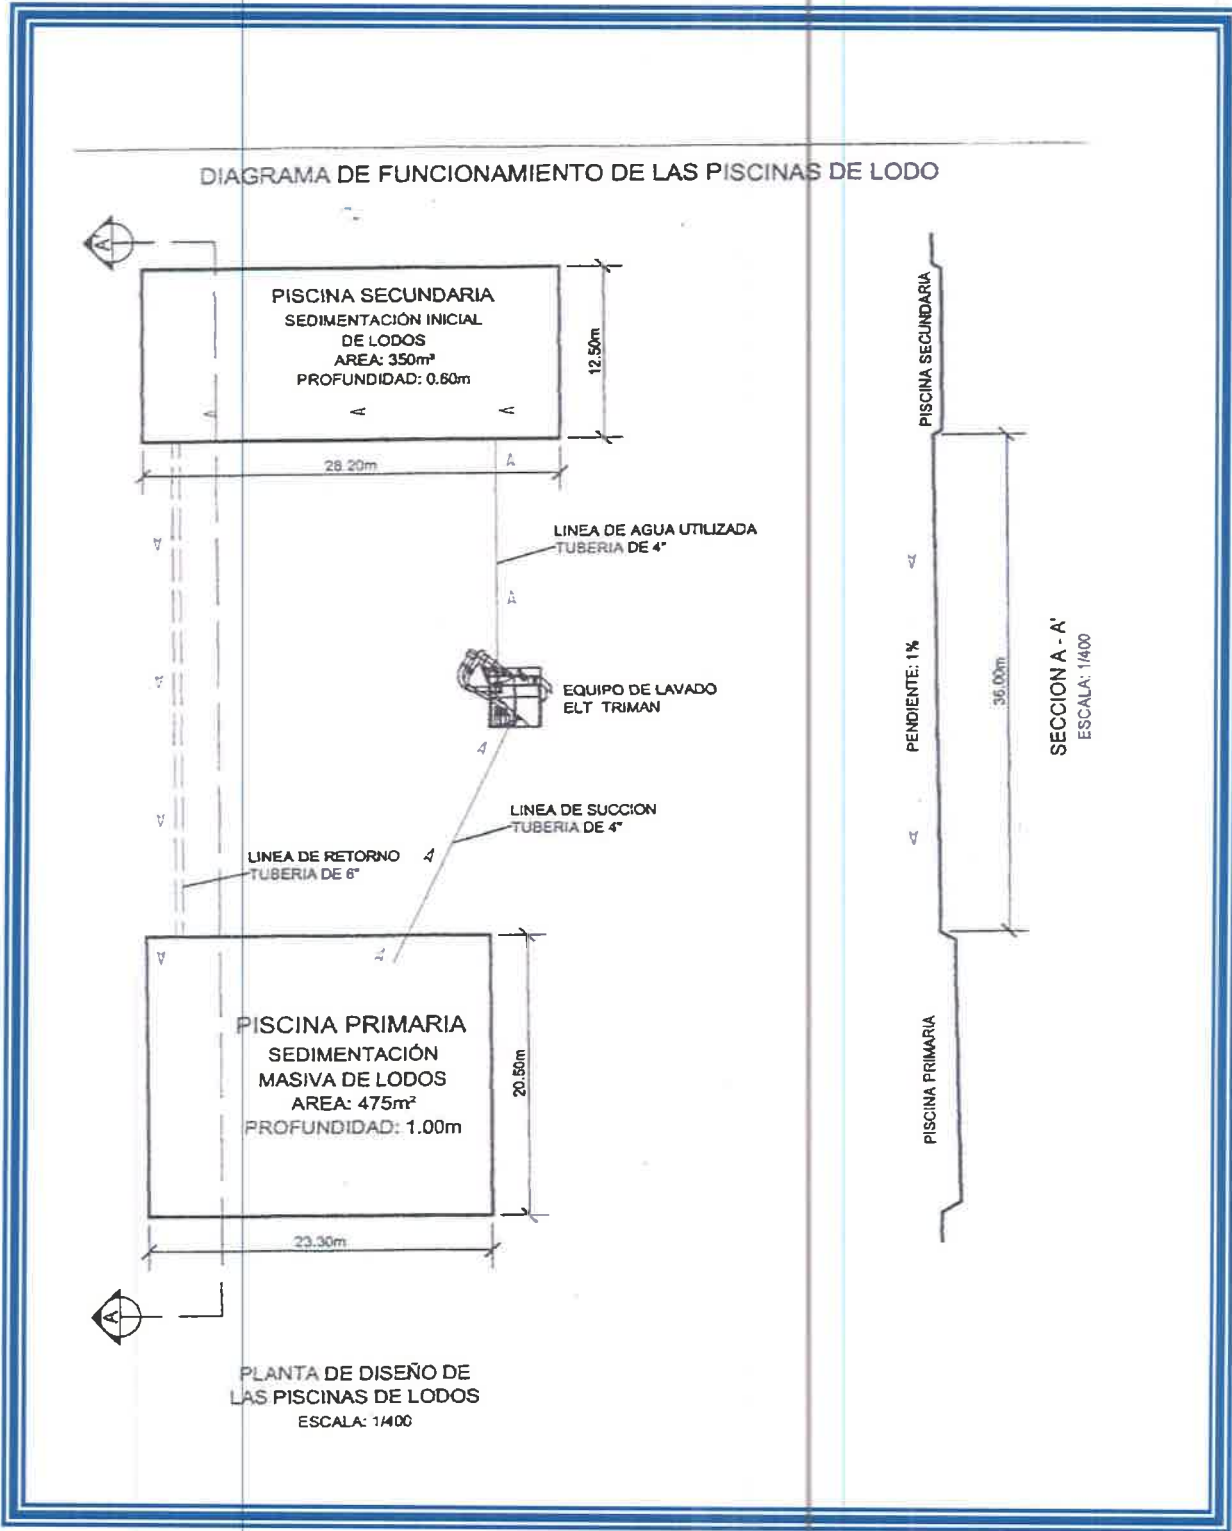 DIAGRAMA DE FUNCIONAMIENTO DE LAS PISCINAS DE LODO
A'
PISCINA SECUNDARIA
SEDIMENTACIÓN INICIAL
DE LODOS
AREA: 350m²
PROFUNDIDAD: 0.60m
12.50m
28.20m
LINEA DE AGUA UTILIZADA
TUBERIA DE 4"
EQUIPO DE LAVADO
ELT TRIMAN
LINEA DE SUCCION
TUBERIA DE 4"
LINEA DE RETORNO
TUBERIA DE 6"
PISCINA PRIMARIA
SEDIMENTACIÓN
MASIVA DE LODOS
AREA: 475m²
PROFUNDIDAD: 1.00m
20.50m
23.30m
A
PLANTA DE DISEÑO DE
LAS PISCINAS DE LODOS
ESCALA: 1/400
PISCINA SECUNDARIA
PENDIENTE: 1%
36.00m
PISCINA PRIMARIA
SECCION A - A'
ESCALA: 1/400